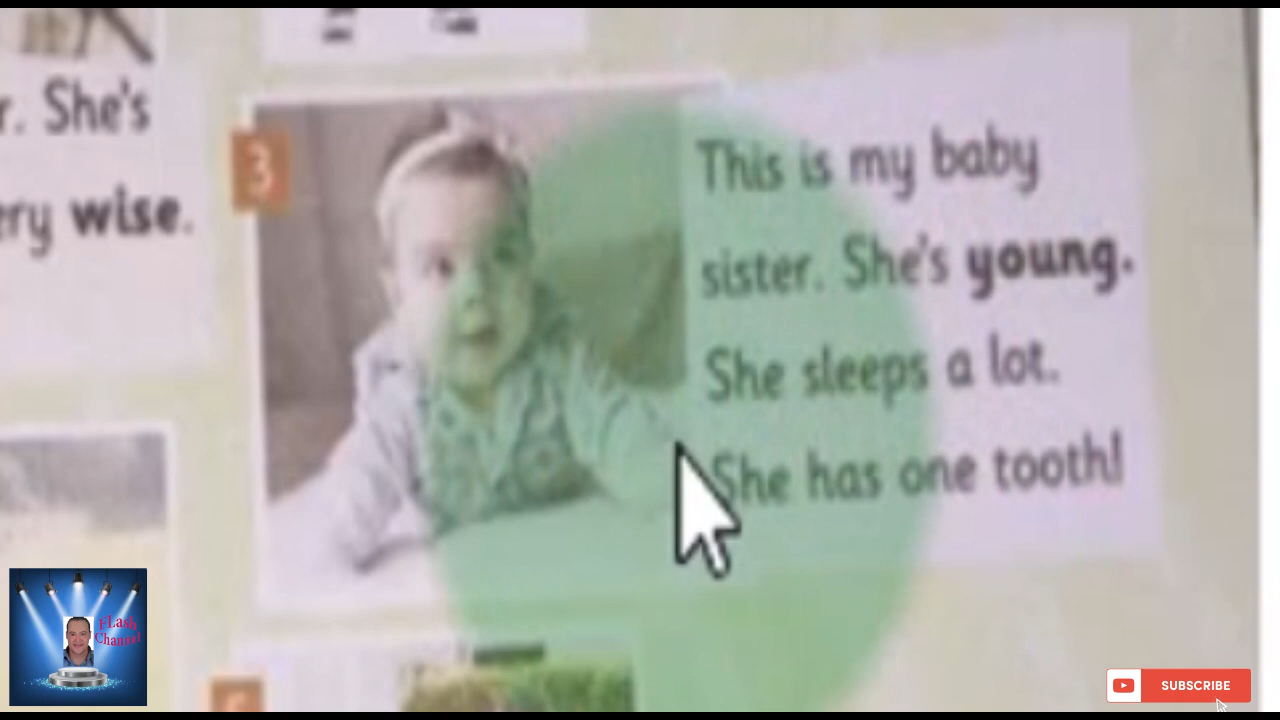 r. She's
ery wise.
3
This is my baby
sister. She's young.
She sleeps a lot.
She has one tooth!
FLash
Channel
SUBSCRIBE